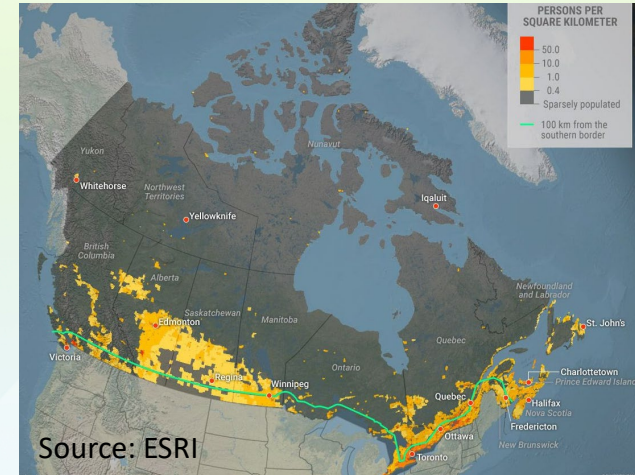 PERSONS PER
SQUARE KILOMETER
50.0
10.0
1.0
0.4
Sparsely populated
100 km from the
southern border
Yukon
Whitehorse
Northwest
Territories
Nunavut
Yellowknife
Iqaluit
British
Columbia
Alberta
Saskatchewan
Manitoba
Edmonton
Newfoundland
and Labrador
St. John's
Quebec
Ontario
Victoria
Regina
Winnipeg
Charlottetown
Prince Edward Island
Quebec
Halifax
Nova Scotia
Fredericton
Ottawa
New Brunswick
Toronto
Source: ESRI